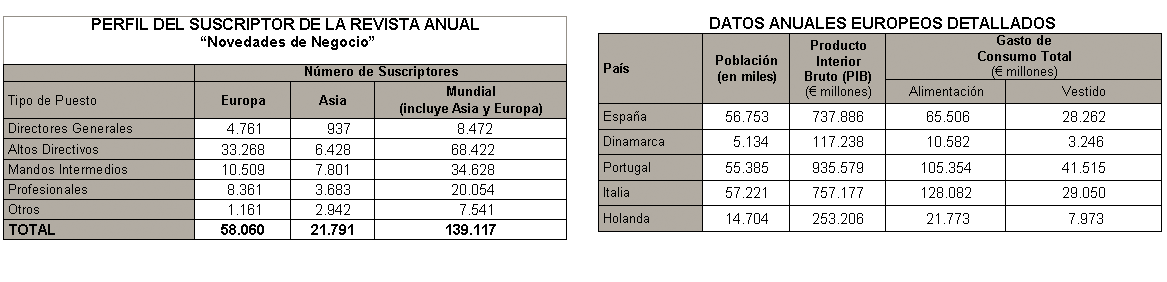 PERFIL DEL SUSCRIPTOR DE LA REVISTA ANUAL
“Novedades de Negocio”
Número de Suscriptores
Tipo de Puesto Europa Asia Mundial (incluye Asia y Europa)
Directores Generales 4.761 937 8.472
Altos Directivos 33.268 6.428 68.422
Mandos Intermedios 10.509 7.801 34.628
Profesionales 8.361 3.683 20.054
Otros 1.161 2.942 7.541
TOTAL 58.060 21.791 139.117
DATOS ANUALES EUROPEOS DETALLADOS
País Población (en miles) Producto Interior Bruto (PIB) (€ millones) Gasto de Consumo Total (€ millones)
Alimentación Vestido
España 56.753 737.886 65.506 28.262
Dinamarca 5.134 117.238 10.582 3.246
Portugal 55.385 935.579 105.354 41.515
Italia 57.221 757.177 128.082 29.050
Holanda 14.704 253.206 21.773 7.973